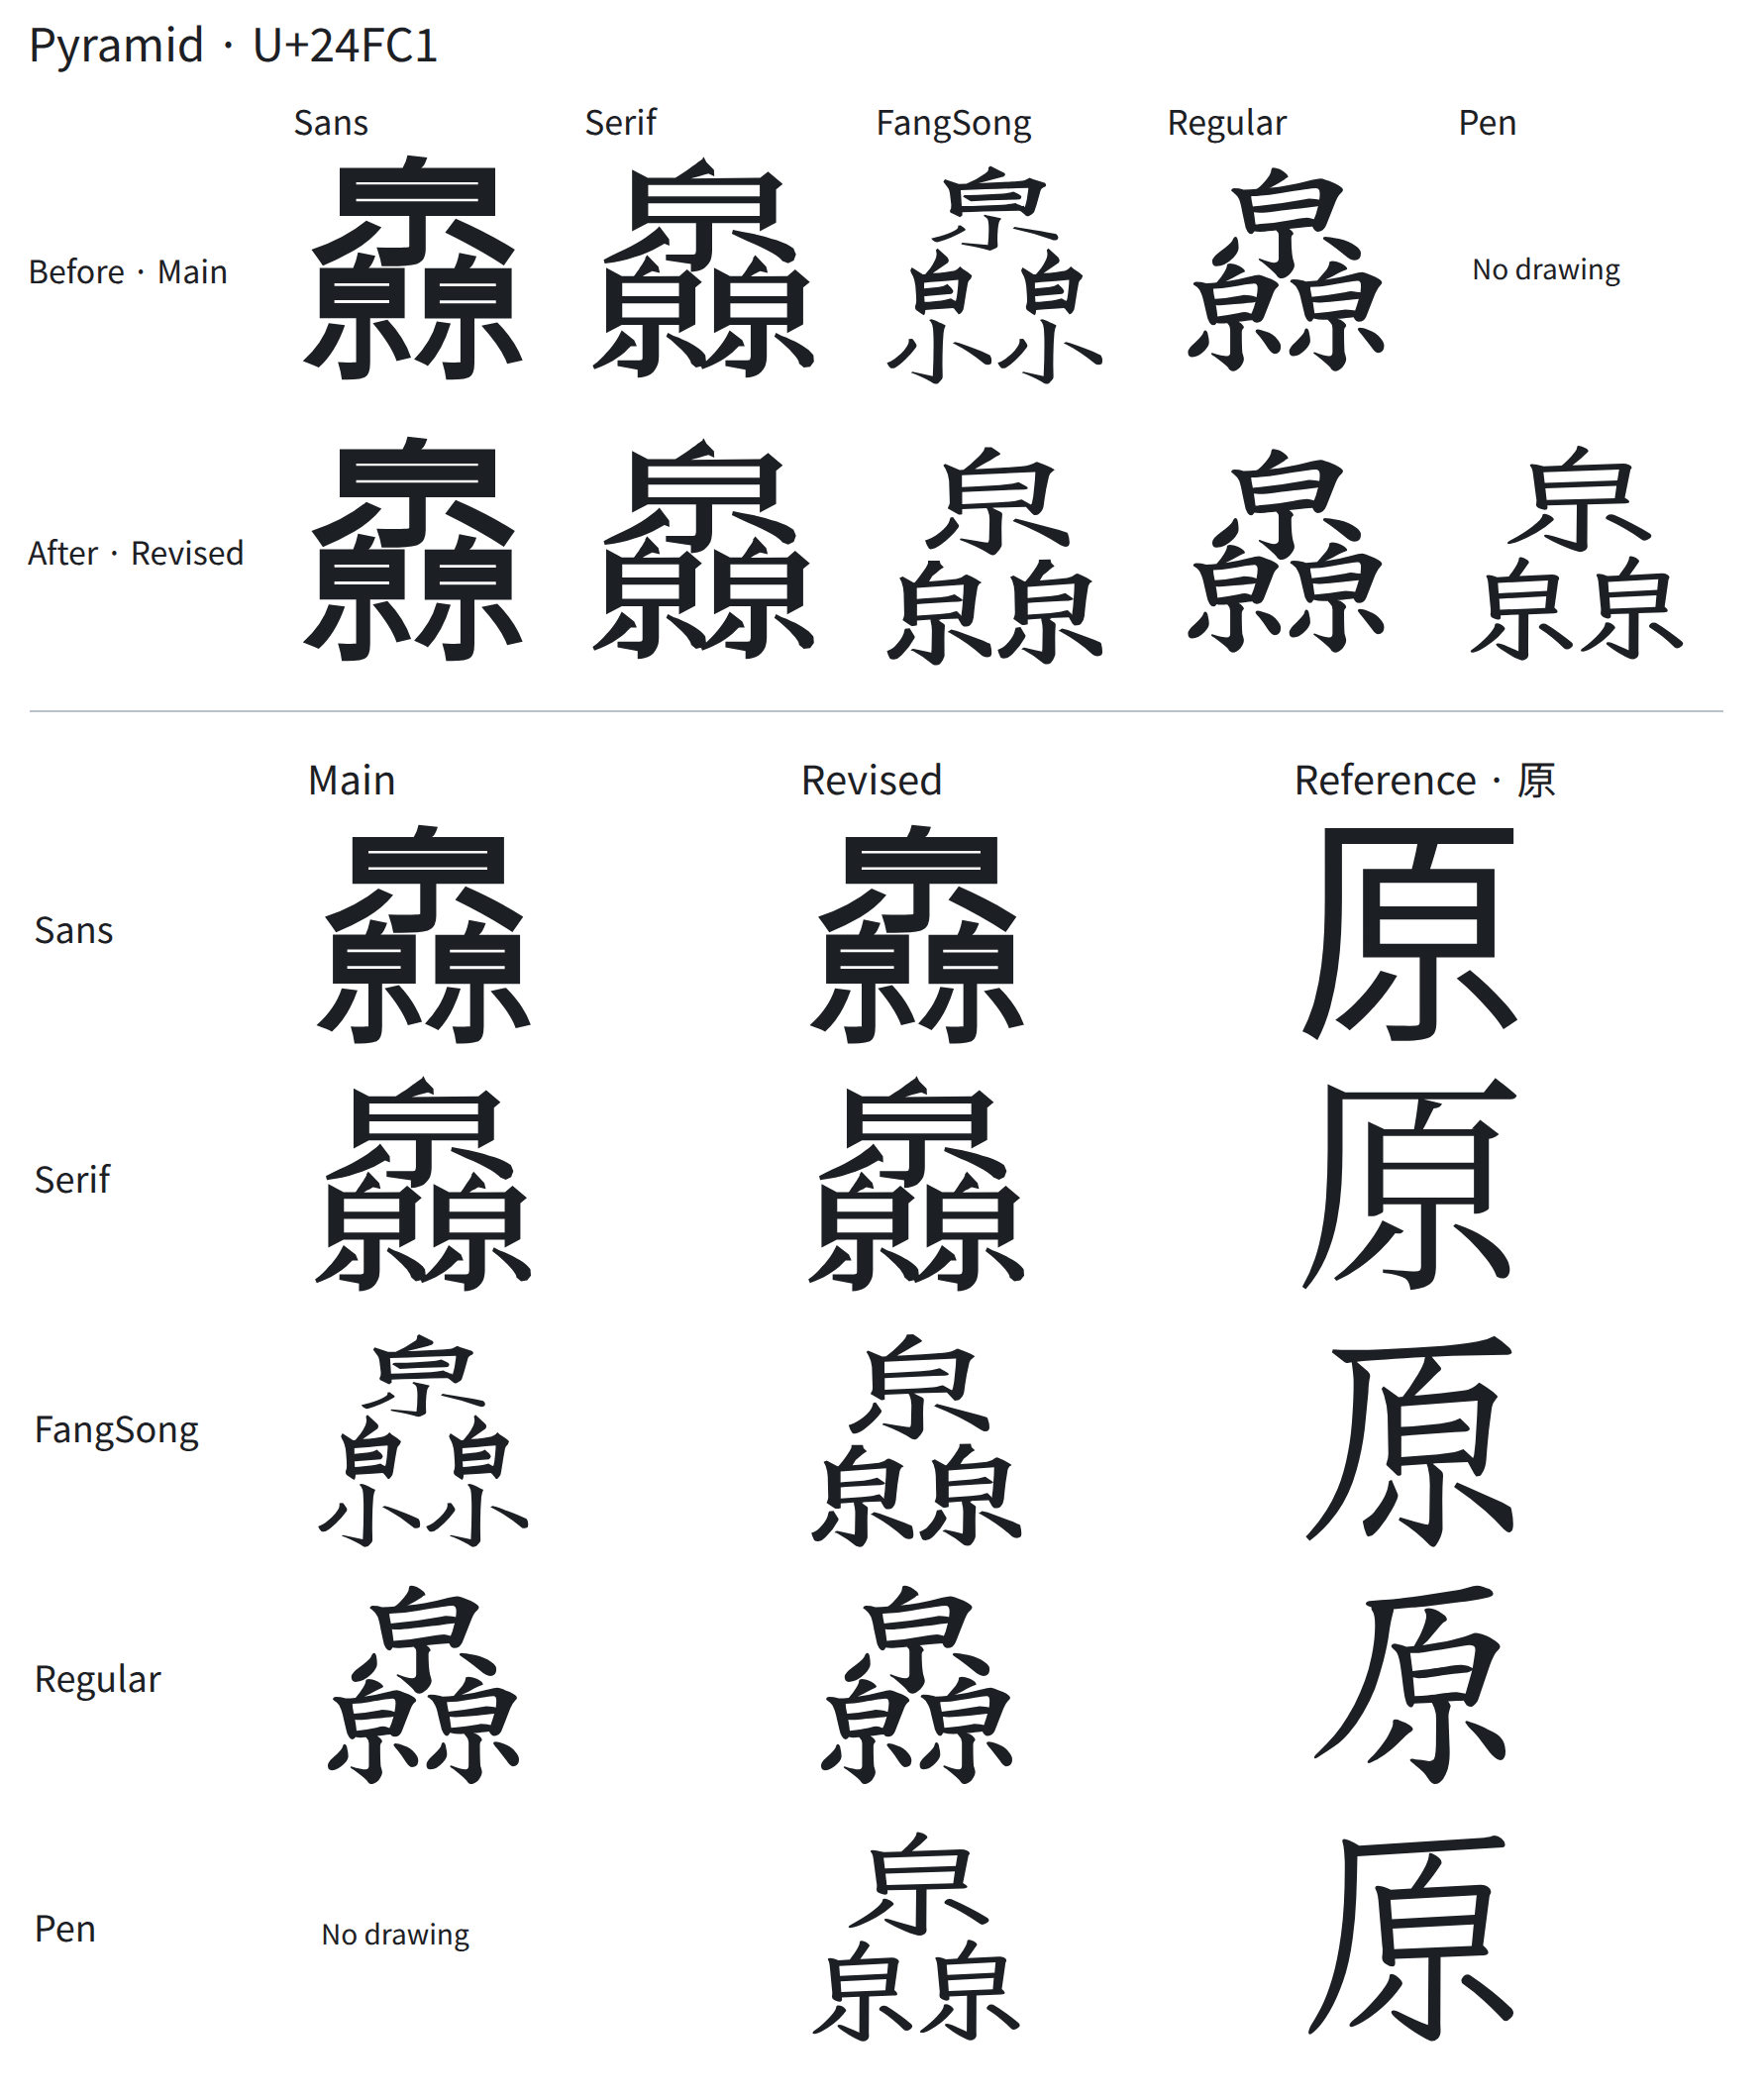 Pyramid · U+24FC1
Sans Serif FangSong Regular Pen
Before · Main 𤿁 𤿁 𤿁 𤿁 No drawing
After · Revised 𤿁 𤿁 𤿁 𤿁 𤿁
Main Revised Reference · 原
Sans 𤿁 𤿁 原
Serif 𤿁 𤿁 原
FangSong 𤿁 𤿁 原
Regular 𤿁 𤿁 原
Pen No drawing 𤿁 原